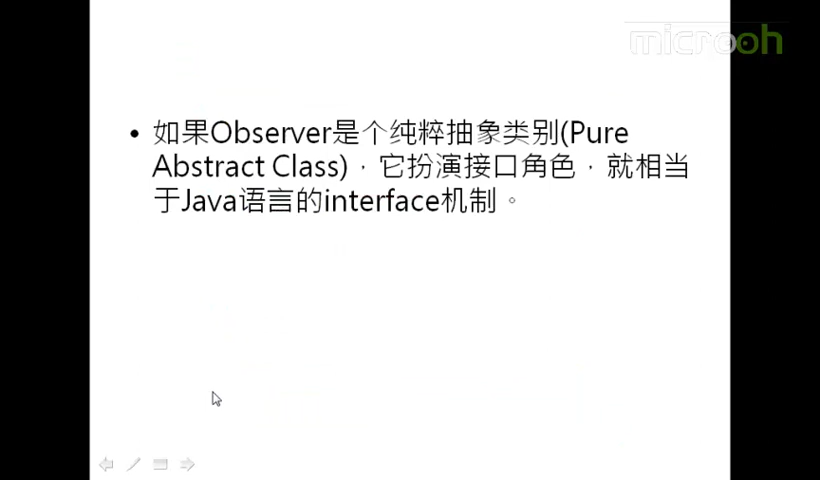 microoh
• 如果Observer是个纯粹抽象类别(Pure
Abstract Class)，它扮演接口角色，就相当
于Java语言的interface机制。